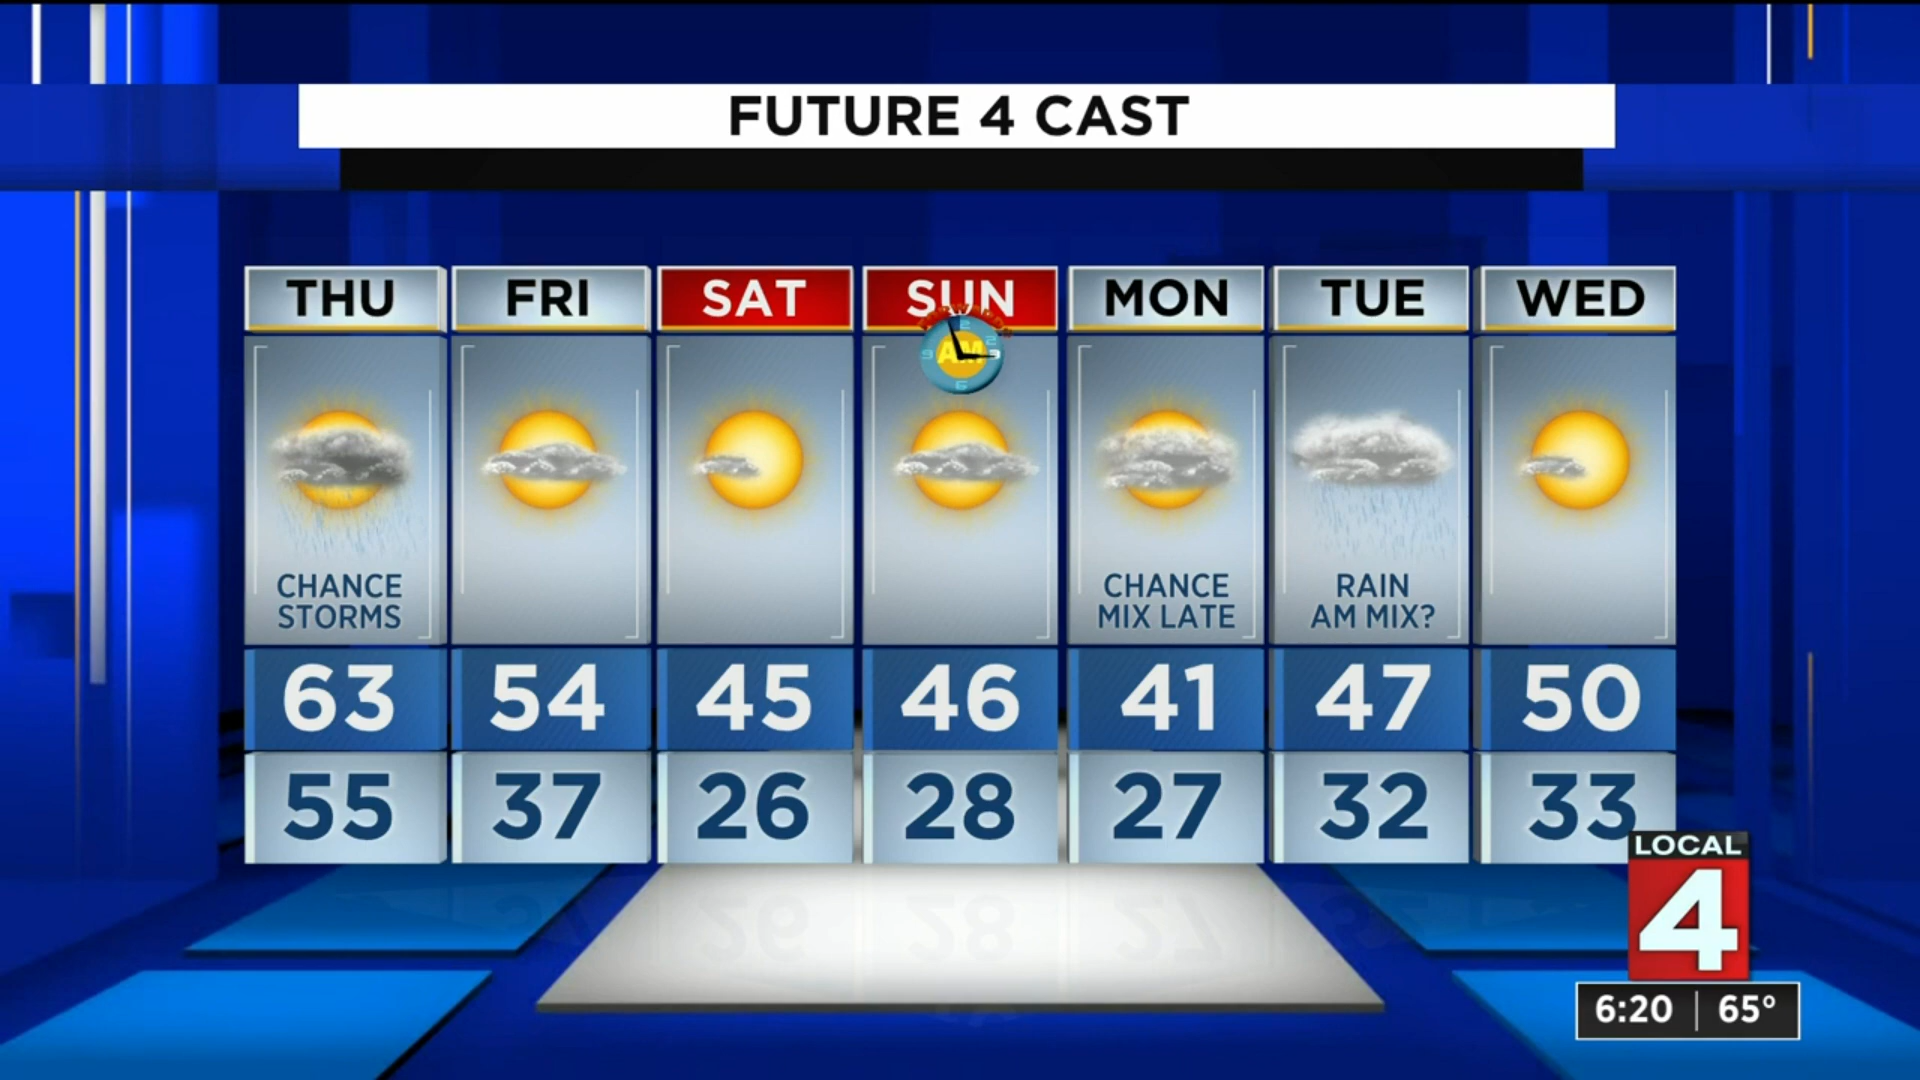 FUTURE 4 CAST
THU FRI SAT SUN MON TUE WED
AM
CHANCE
STORMS
CHANCE
MIX LATE
RAIN
AM MIX?
63 54 45 46 41 47 50
55 37 26 28 27 32 33
LOCAL
4
6:20 65°